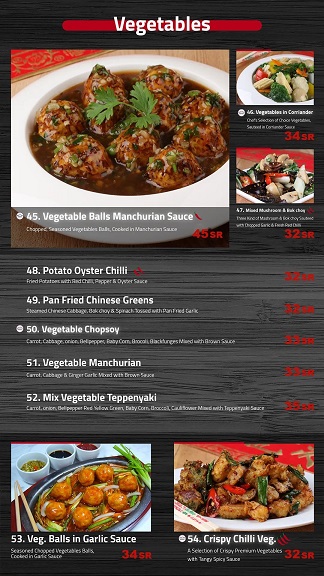 Vegetables
45. Vegetable Balls Manchurian Sauce
Chopped, Seasoned Vegetables Balls, Cooked in Manchurian Sauce
45 SR
46. Vegetables in Corriander
Chef's Selection of Choice Vegetables,
Sauteed in Corriander Sauce
34 SR
47. Mixed Mushroom & Bok choy
Three Kind of Mushroom & Bok choy Sauteed
with Chopped Garlic & Fresh Red Chili
32 SR
48. Potato Oyster Chilli
Fried Potatoes with Red Chilli, Pepper & Oyster Sauce
SR
49. Pan Fried Chinese Greens
Steamed Chinese Cabbage, Bok choy & Spinach Tossed with Pan Fried Garlic
SR
50. Vegetable Chopsoy
Carrot, Cabbage, onion, Bellpepper, Baby Corn, Brocoli, Blackfunges Mixed with Brown Sauce
SR
51. Vegetable Manchurian
Carrot, Cabbage & Ginger Garlic Mixed with Brown Sauce
SR
52. Mix Vegetable Teppenyaki
Carrot, onion, Bellpepper Red Yellow Green, Baby Corn, Broccoli, Cauliflower Mixed with Teppenyaki Sauce
SR
53. Veg. Balls in Garlic Sauce
Seasoned Chopped Vegetables Balls,
Cooked in Garlic Sauce
34 SR
54. Crispy Chilli Veg.
A Selection of Crispy Premium Vegetables
with Tangy Spicy Sauce
32 SR